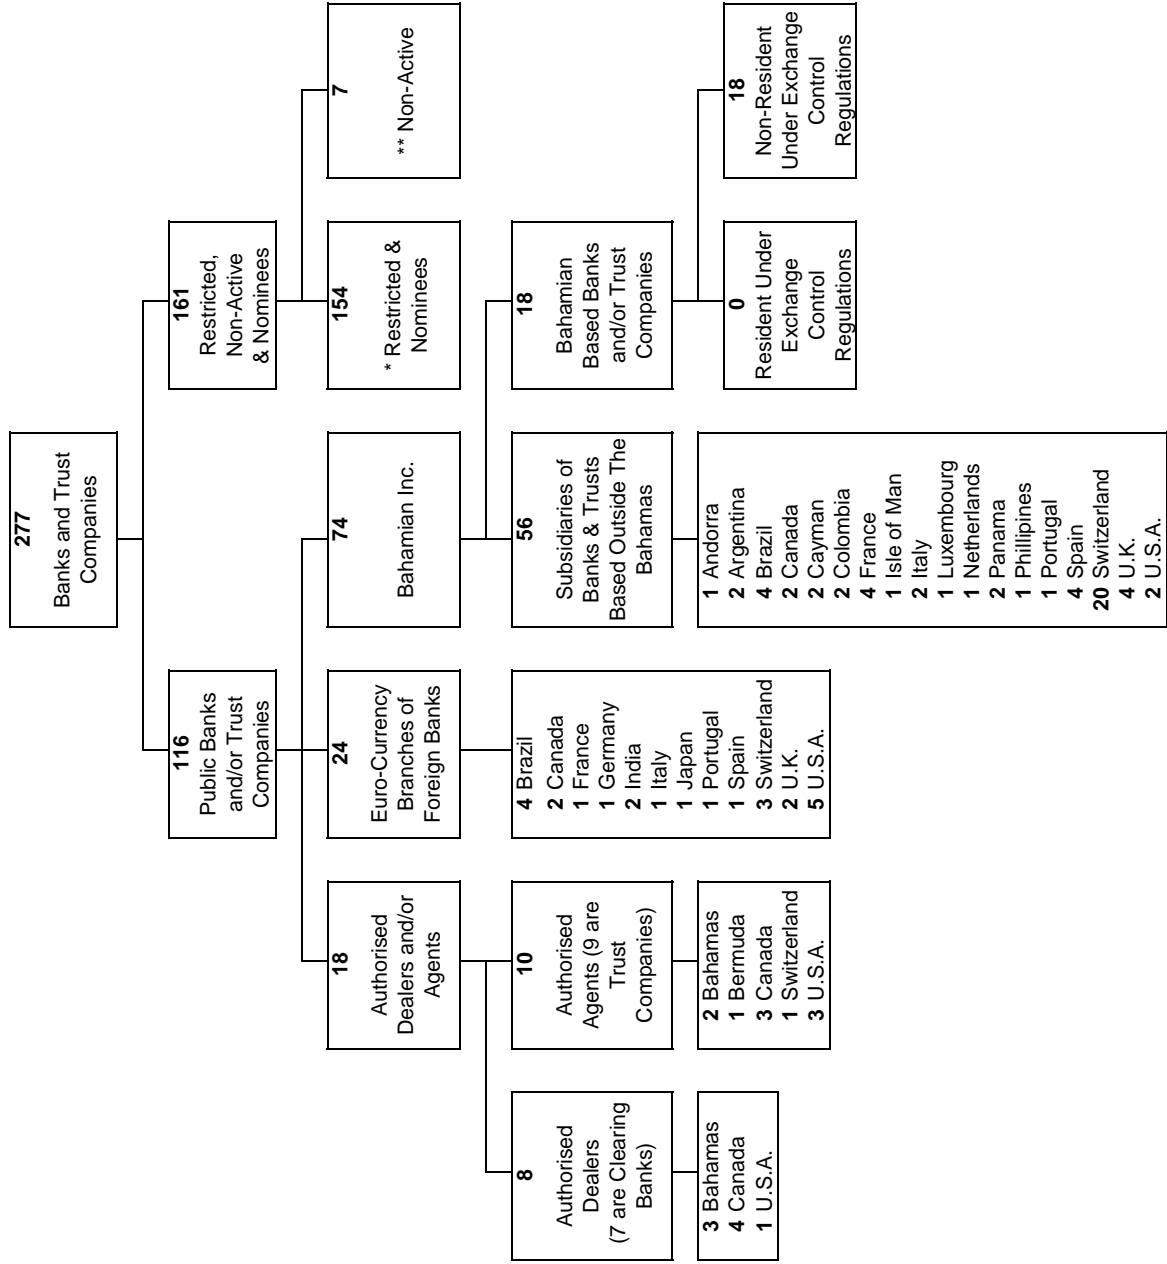 277
Banks and Trust
Companies
116
Public Banks
and/or Trust
Companies
161
Restricted,
Non-Active
& Nominees
18
Authorised
Dealers and/or
Agents
24
Euro-Currency
Branches of
Foreign Banks
74
Bahamian Inc.
154
* Restricted &
Nominees
7
** Non-Active
8
Authorised
Dealers
(7 are Clearing
Banks)
10
Authorised
Agents (9 are
Trust
Companies)
4 Brazil
2 Canada
1 France
1 Germany
2 India
1 Italy
1 Japan
1 Portugal
1 Spain
3 Switzerland
2 U.K.
5 U.S.A.
56
Subsidiaries of
Banks & Trusts
Based Outside The
Bahamas
18
Bahamian
Based Banks
and/or Trust
Companies
3 Bahamas
4 Canada
1 U.S.A.
2 Bahamas
1 Bermuda
3 Canada
1 Switzerland
3 U.S.A.
1 Andorra
2 Argentina
4 Brazil
2 Canada
2 Cayman
2 Colombia
4 France
1 Isle of Man
2 Italy
1 Luxembourg
1 Netherlands
2 Panama
1 Phillipines
1 Portugal
4 Spain
20 Switzerland
4 U.K.
2 U.S.A.
0
Resident Under
Exchange
Control
Regulations
18
Non-Resident
Under Exchange
Control
Regulations